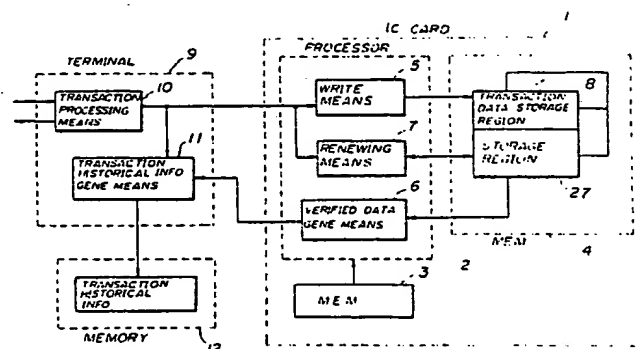 IC CARD
1
PROCESSOR
TERMINAL
9
5
10
TRANSACTION
PROCESSING
MEANS
WRITE
MEANS
8
TRANSACTION
DATA STORAGE
REGION
7
11
RENEWING
MEANS
STORAGE
REGION
TRANSACTION
HISTORICAL INFO
GENE MEANS
6
27
VERIFIED DATA
GENE MEANS
MEM
4
3
2
MEM
TRANSACTION
HISTORICAL
INFO
MEMORY
12